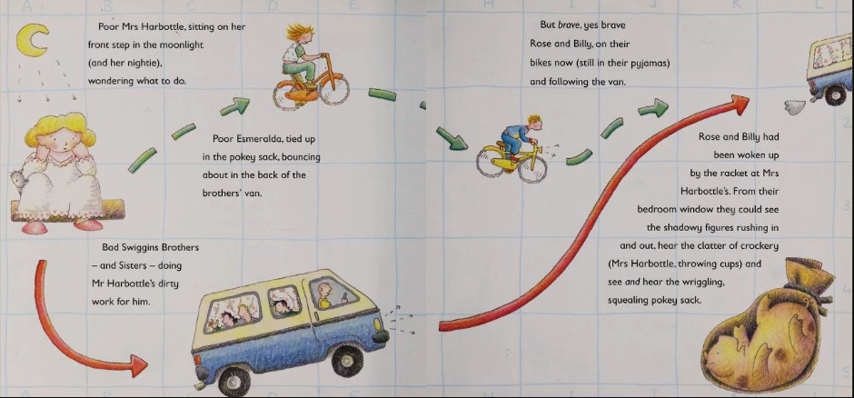 A
B
C
D
E
H
I
J
K
L
Poor Mrs Harbottle, sitting on her
front step in the moonlight
(and her nightie),
wondering what to do.
Poor Esmeralda, tied up
in the pokey sack, bouncing
about in the back of the
brothers' van.
Bad Swiggins Brothers
– and Sisters – doing
Mr Harbottle's dirty
work for him.
But brave, yes brave
Rose and Billy, on their
bikes now (still in their pyjamas)
and following the van.
Rose and Billy had
been woken up
by the racket at Mrs
Harbottle's. From their
bedroom window they could see
the shadowy figures rushing in
and out, hear the clatter of crockery
(Mrs Harbottle, throwing cups) and
see and hear the wriggling,
squealing pokey sack.
2
3
4
5
B
C
D
E
H
I
J